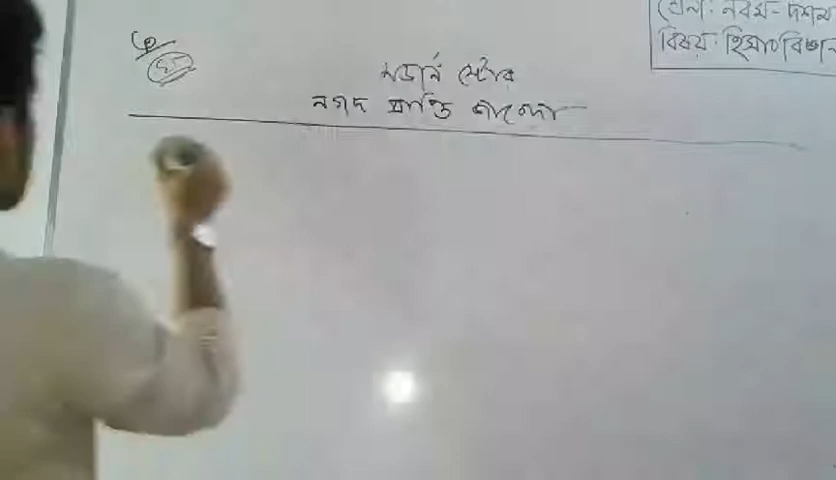 শ্রেণি: নবম-দশম
বিষয়: হিসাববিজ্ঞান
মডার্ন স্টোর
নগদ প্রাপ্তি জাবেদা